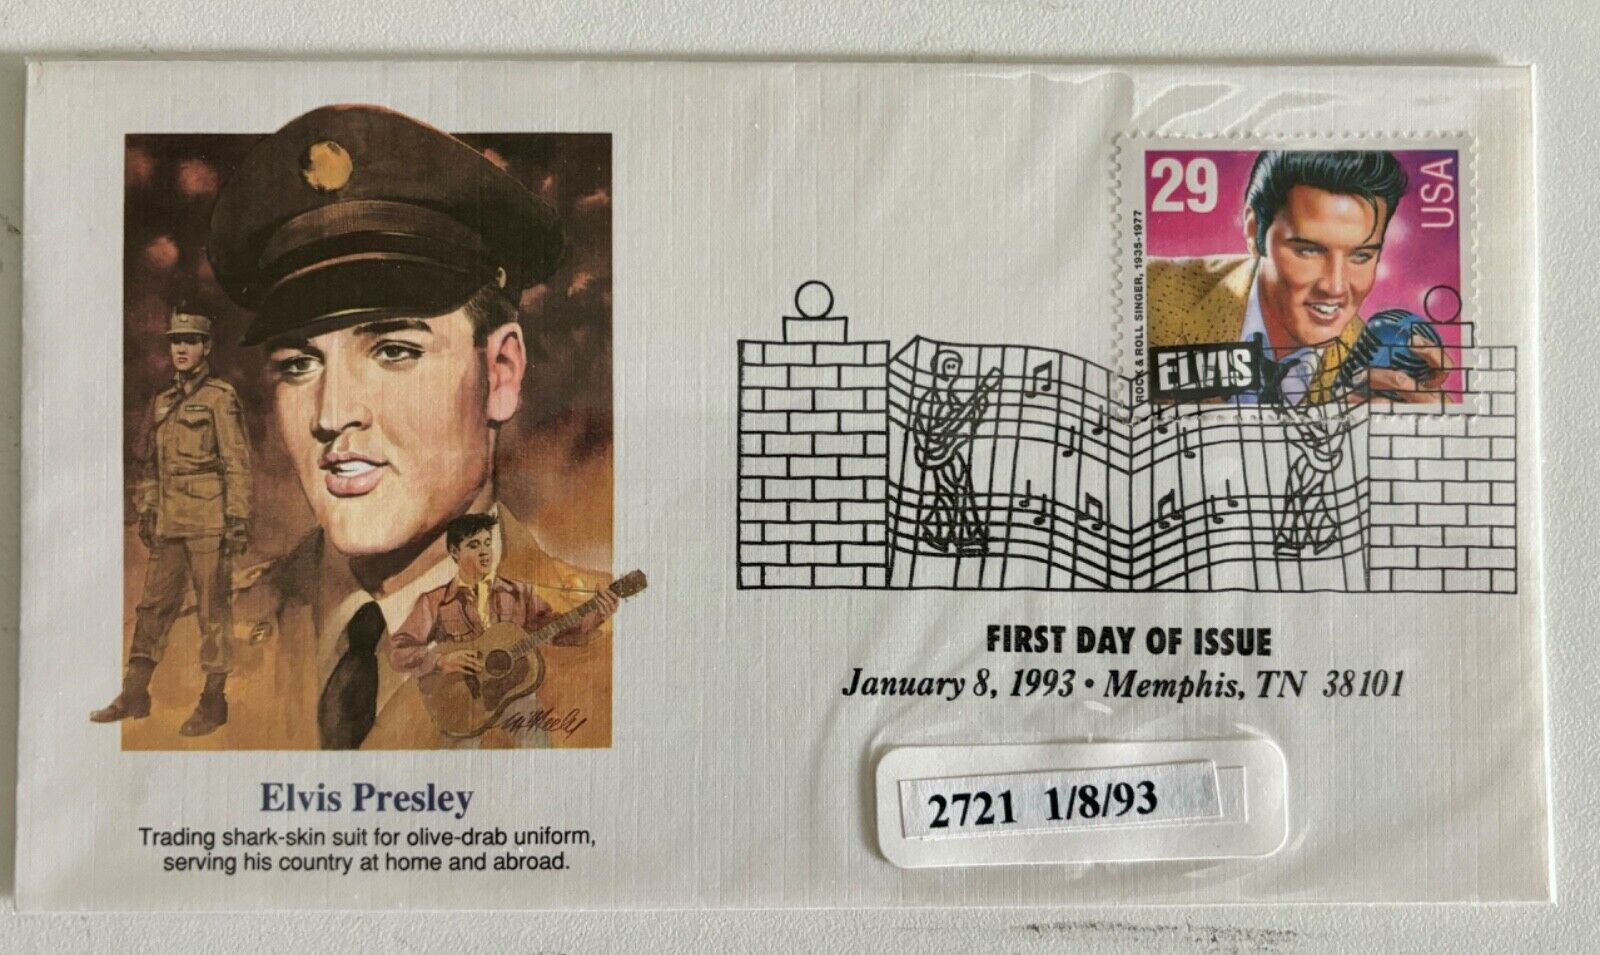 29
USA
ROCK & ROLL SINGER, 1935-1977
ELVIS
FIRST DAY OF ISSUE
January 8, 1993 • Memphis, TN 38101
2721 1/8/93
Elvis Presley
Trading shark-skin suit for olive-drab uniform,
serving his country at home and abroad.